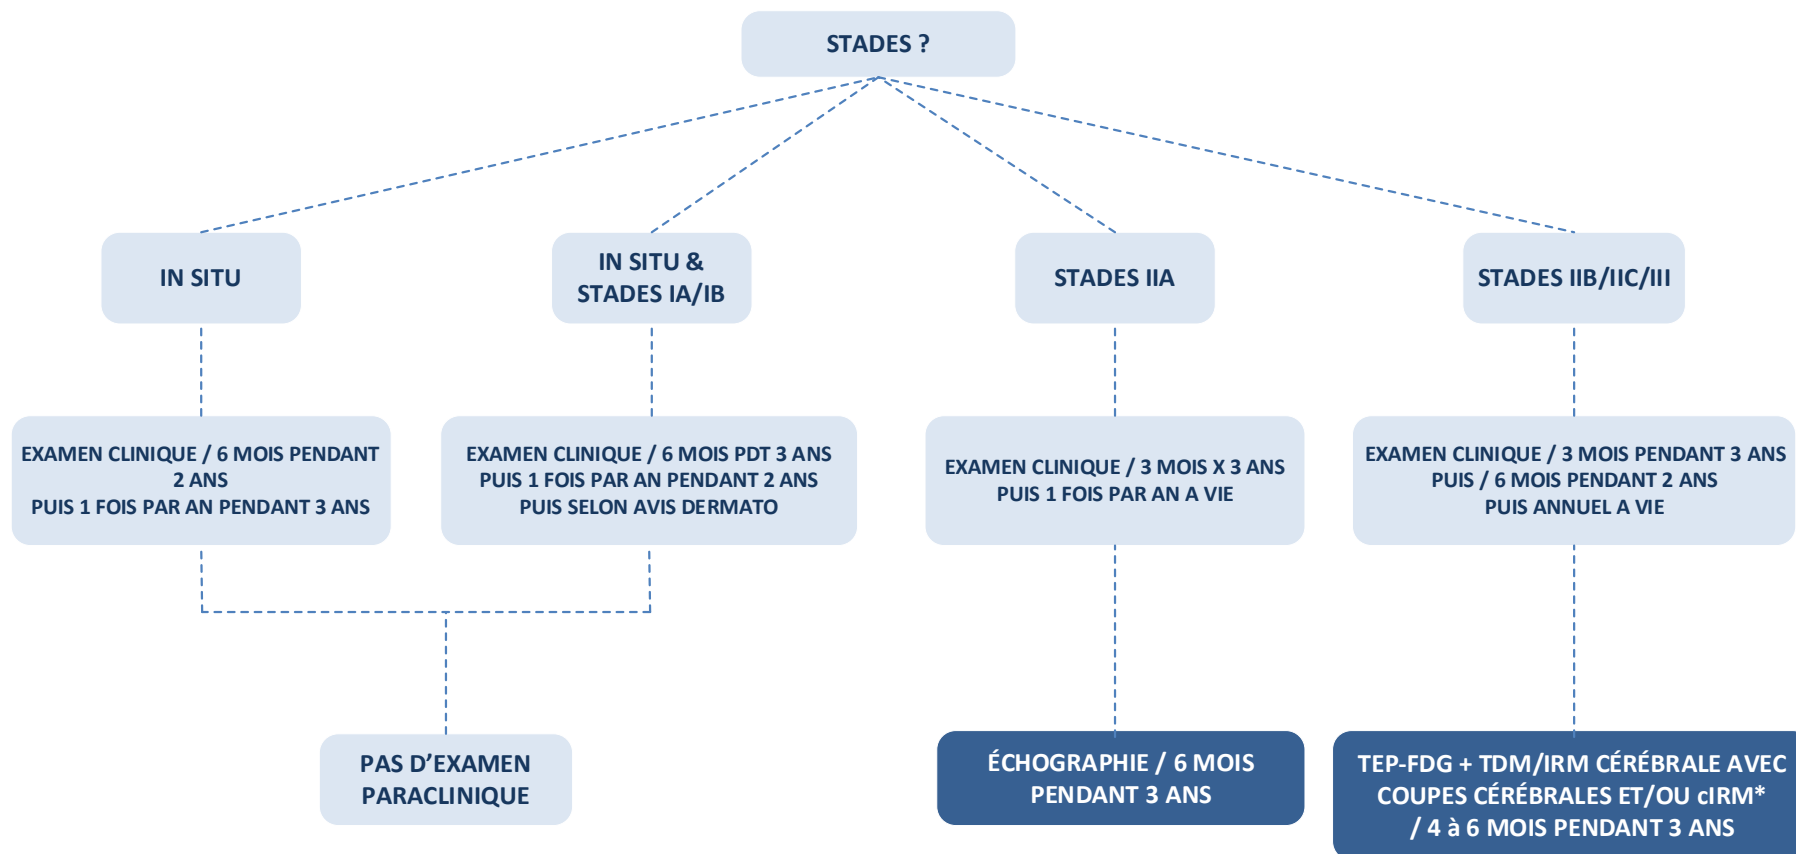 STADES ?
IN SITU
IN SITU &
STADES IA/IB
STADES IIA
STADES IIB/IIC/III
EXAMEN CLINIQUE / 6 MOIS PENDANT
2 ANS
PUIS 1 FOIS PAR AN PENDANT 3 ANS
EXAMEN CLINIQUE / 6 MOIS PDT 3 ANS
PUIS 1 FOIS PAR AN PENDANT 2 ANS
PUIS SELON AVIS DERMATO
EXAMEN CLINIQUE / 3 MOIS X 3 ANS
PUIS 1 FOIS PAR AN A VIE
EXAMEN CLINIQUE / 3 MOIS PENDANT 3 ANS
PUIS / 6 MOIS PENDANT 2 ANS
PUIS ANNUEL A VIE
PAS D’EXAMEN
PARACLINIQUE
ÉCHOGRAPHIE / 6 MOIS
PENDANT 3 ANS
TEP-FDG + TDM/IRM CÉRÉBRALE AVEC
COUPES CÉRÉBRALES ET/OU cIRM*
/ 4 à 6 MOIS PENDANT 3 ANS